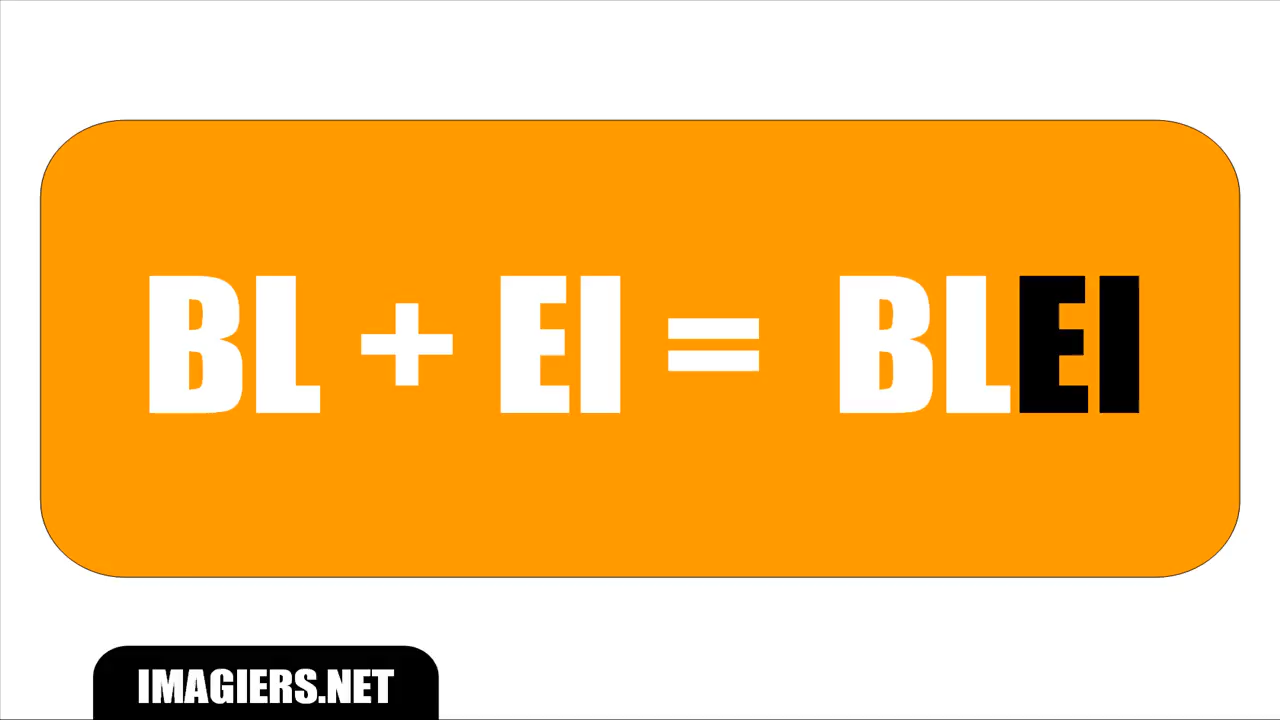 BL + EI = BLEI
IMAGIERS.NET